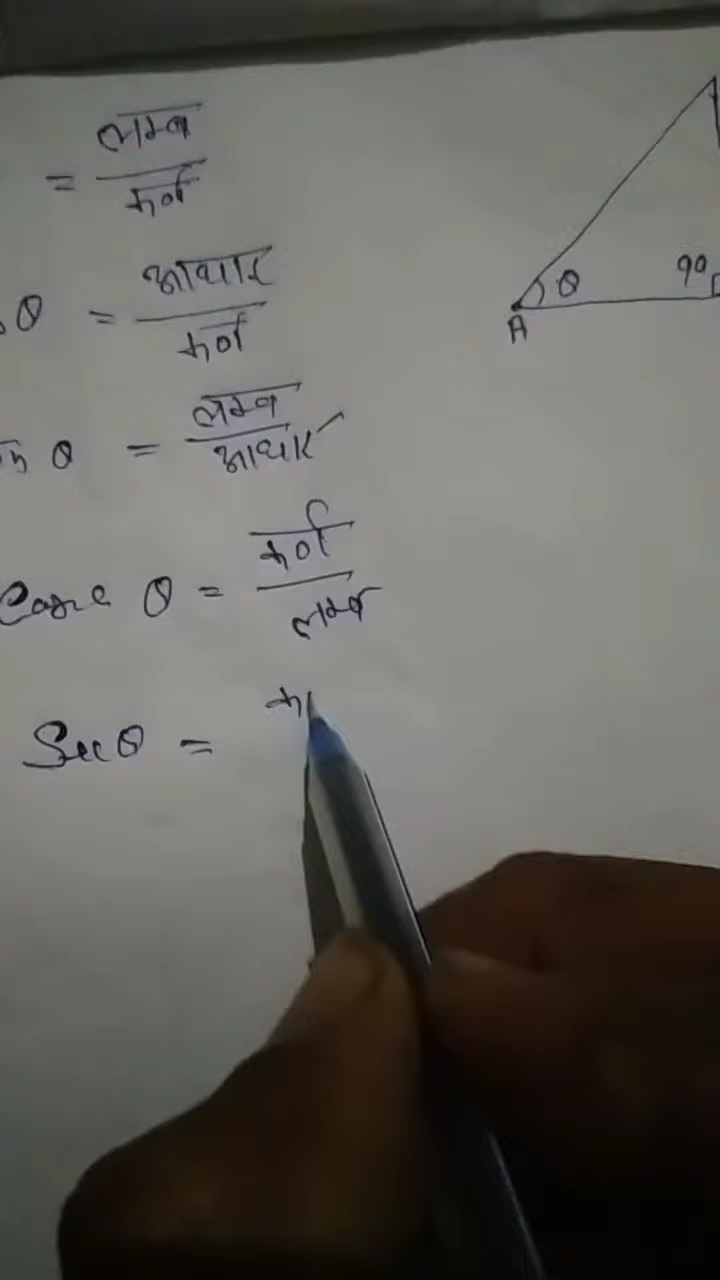 = लम्ब / कर्ण
θ = आधार / कर्ण
θ = लम्ब / आधार
Cosec θ = कर्ण / लम्ब
Sec θ = क
θ 90
A